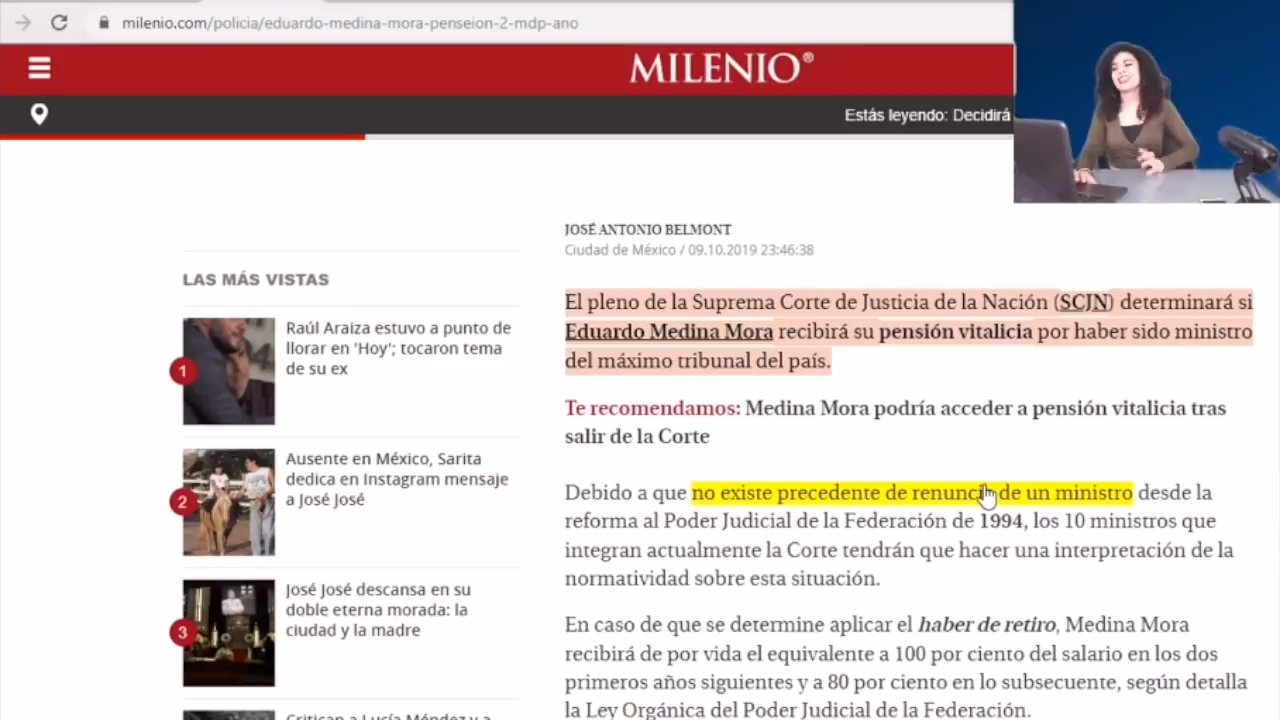 milenio.com/policia/eduardo-medina-mora-penseion-2-mdp-ano
MILENIO®
Estás leyendo: Decidirá
JOSÉ ANTONIO BELMONT
Ciudad de México / 09.10.2019 23:46:38
El pleno de la Suprema Corte de Justicia de la Nación (SCJN) determinará si
Eduardo Medina Mora recibirá su pensión vitalicia por haber sido ministro
del máximo tribunal del país.
Te recomendamos: Medina Mora podría acceder a pensión vitalicia tras
salir de la Corte
Debido a que no existe precedente de renuncia de un ministro desde la
reforma al Poder Judicial de la Federación de 1994, los 10 ministros que
integran actualmente la Corte tendrán que hacer una interpretación de la
normatividad sobre esta situación.
En caso de que se determine aplicar el haber de retiro, Medina Mora
recibirá de por vida el equivalente a 100 por ciento del salario en los dos
primeros años siguientes y a 80 por ciento en lo subsecuente, según detalla
la Ley Orgánica del Poder Judicial de la Federación.
LAS MÁS VISTAS
1
Raúl Araiza estuvo a punto de
llorar en 'Hoy'; tocaron tema
de su ex
2
Ausente en México, Sarita
dedica en Instagram mensaje
a José José
3
José José descansa en su
doble eterna morada: la
ciudad y la madre
Critican a Lucía Méndez y a